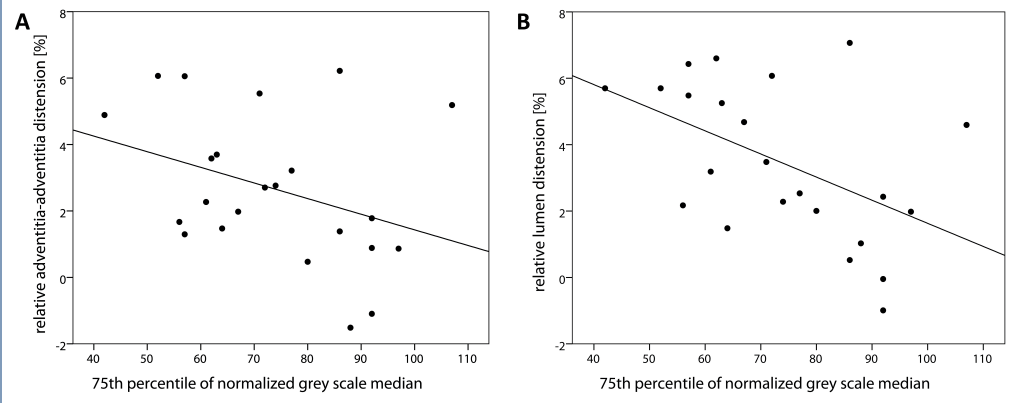 A
relative adventitia-adventitia distension [%]
8
6
4
2
0
-2
40 50 60 70 80 90 100 110
75th percentile of normalized grey scale median
B
relative lumen distension [%]
8
6
4
2
0
-2
40 50 60 70 80 90 100 110
75th percentile of normalized grey scale median